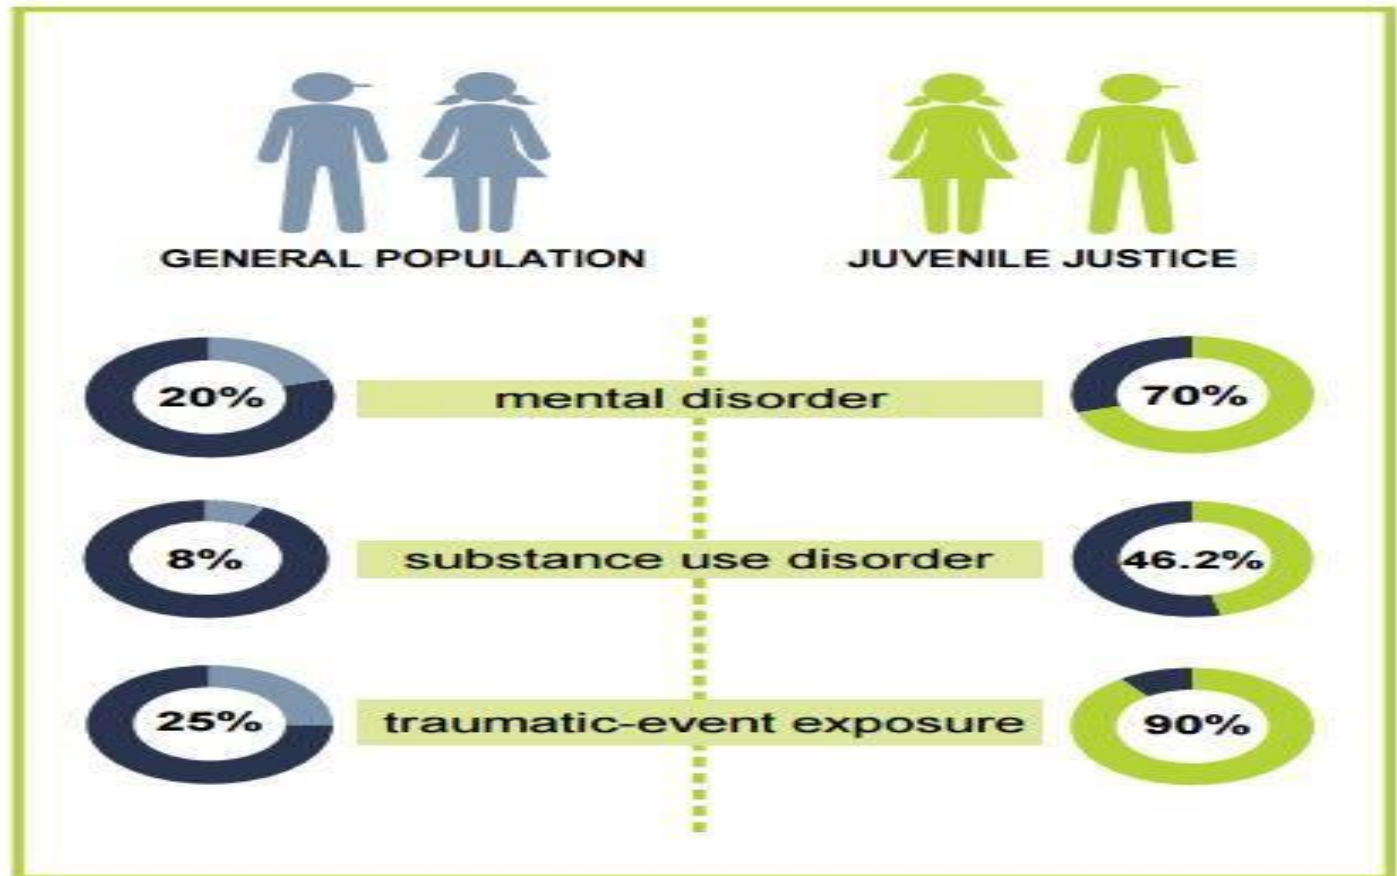 GENERAL POPULATION
JUVENILE JUSTICE
20%
mental disorder
70%
8%
substance use disorder
46.2%
25%
traumatic-event exposure
90%